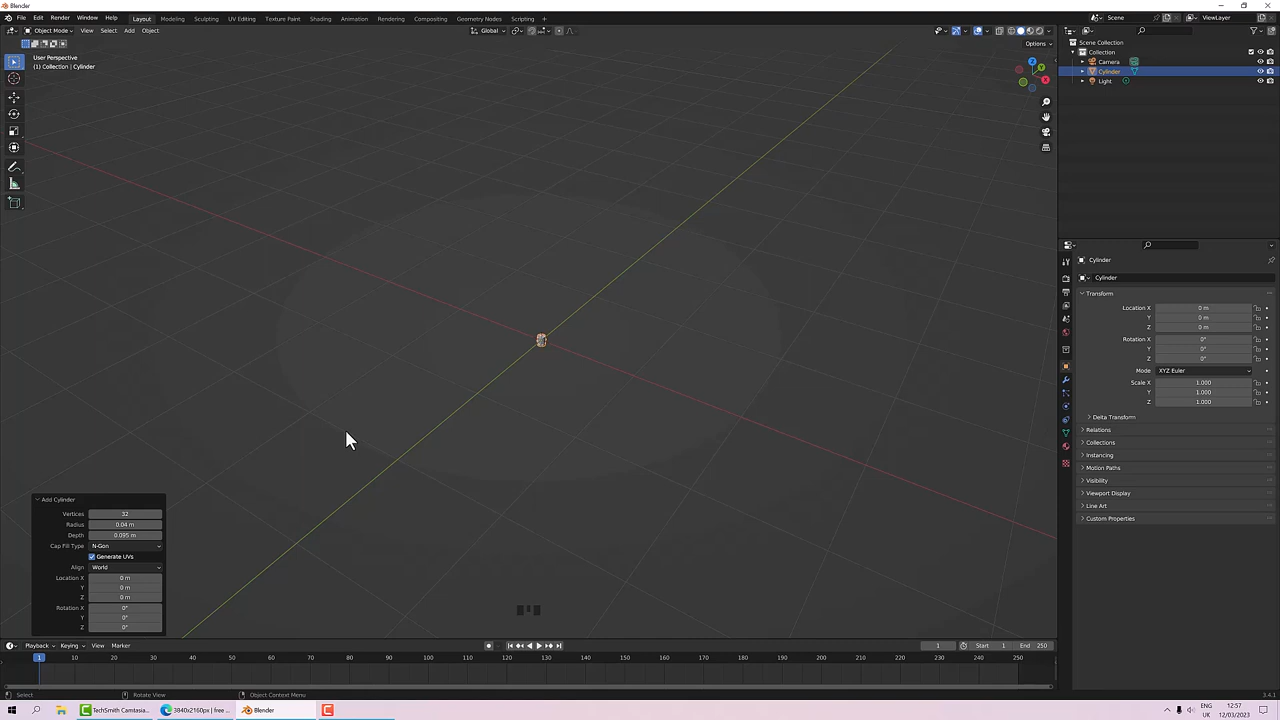 Blender
File Edit Render Window Help
Layout Modeling Sculpting UV Editing Texture Paint Shading Animation Rendering Compositing Geometry Nodes Scripting +
Scene ViewLayer
Object Mode View Select Add Object
Global
Options
User Perspective
(1) Collection | Cylinder
Z
Y
X
Scene Collection
Collection
Camera
Cylinder
Light
Cylinder
Cylinder
Transform
Location X 0 m
Y 0 m
Z 0 m
Rotation X 0°
Y 0°
Z 0°
Mode XYZ Euler
Scale X 1.000
Y 1.000
Z 1.000
Delta Transform
Relations
Collections
Instancing
Motion Paths
Visibility
Viewport Display
Line Art
Custom Properties
Add Cylinder
Vertices 32
Radius 0.04 m
Depth 0.095 m
Cap Fill Type N-Gon
Generate UVs
Align World
Location X 0 m
Y 0 m
Z 0 m
Rotation X 0°
Y 0°
Z 0°
Playback Keying View Marker
1 Start 1 End 250
1 10 20 30 40 50 60 70 80 90 100 110 120 130 140 150 160 170 180 190 200 210 220 230 240 250
Select Rotate View Object Context Menu 3.4.1
TechSmith Camtasia... 3840x2160px | free ... Blender
ENG 12:57
UK 12/03/2023